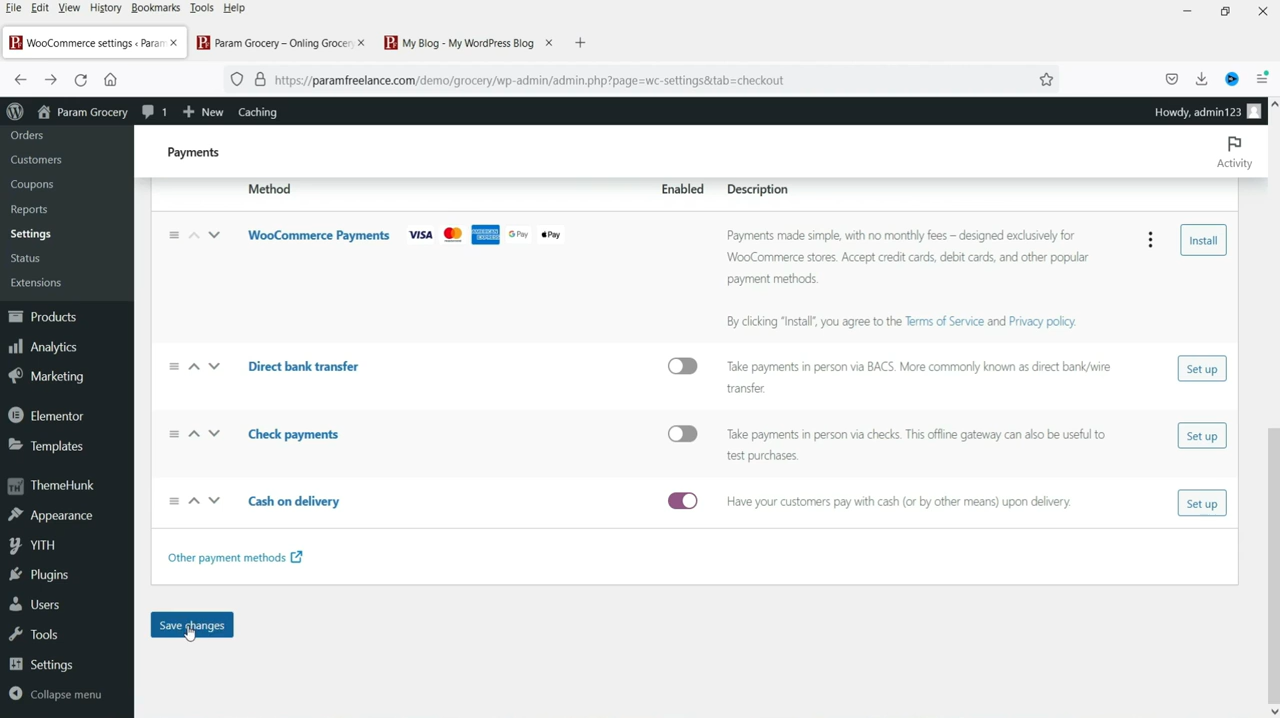 File Edit View History Bookmarks Tools Help
WooCommerce settings ‹ Param
Param Grocery – Onling Grocery
My Blog - My WordPress Blog
https://paramfreelance.com/demo/grocery/wp-admin/admin.php?page=wc-settings&tab=checkout
Param Grocery 1 New Caching Howdy, admin123
Orders
Customers
Coupons
Reports
Settings
Status
Extensions
Products
Analytics
Marketing
Elementor
Templates
ThemeHunk
Appearance
YITH
Plugins
Users
Tools
Settings
Collapse menu
Payments
Activity
Method Enabled Description
WooCommerce Payments VISA AMERICAN EXPRESS G Pay Pay
Payments made simple, with no monthly fees – designed exclusively for
WooCommerce stores. Accept credit cards, debit cards, and other popular
payment methods.
By clicking "Install", you agree to the Terms of Service and Privacy policy.
Install
Direct bank transfer
Take payments in person via BACS. More commonly known as direct bank/wire
transfer.
Set up
Check payments
Take payments in person via checks. This offline gateway can also be useful to
test purchases.
Set up
Cash on delivery
Have your customers pay with cash (or by other means) upon delivery.
Set up
Other payment methods
Save changes